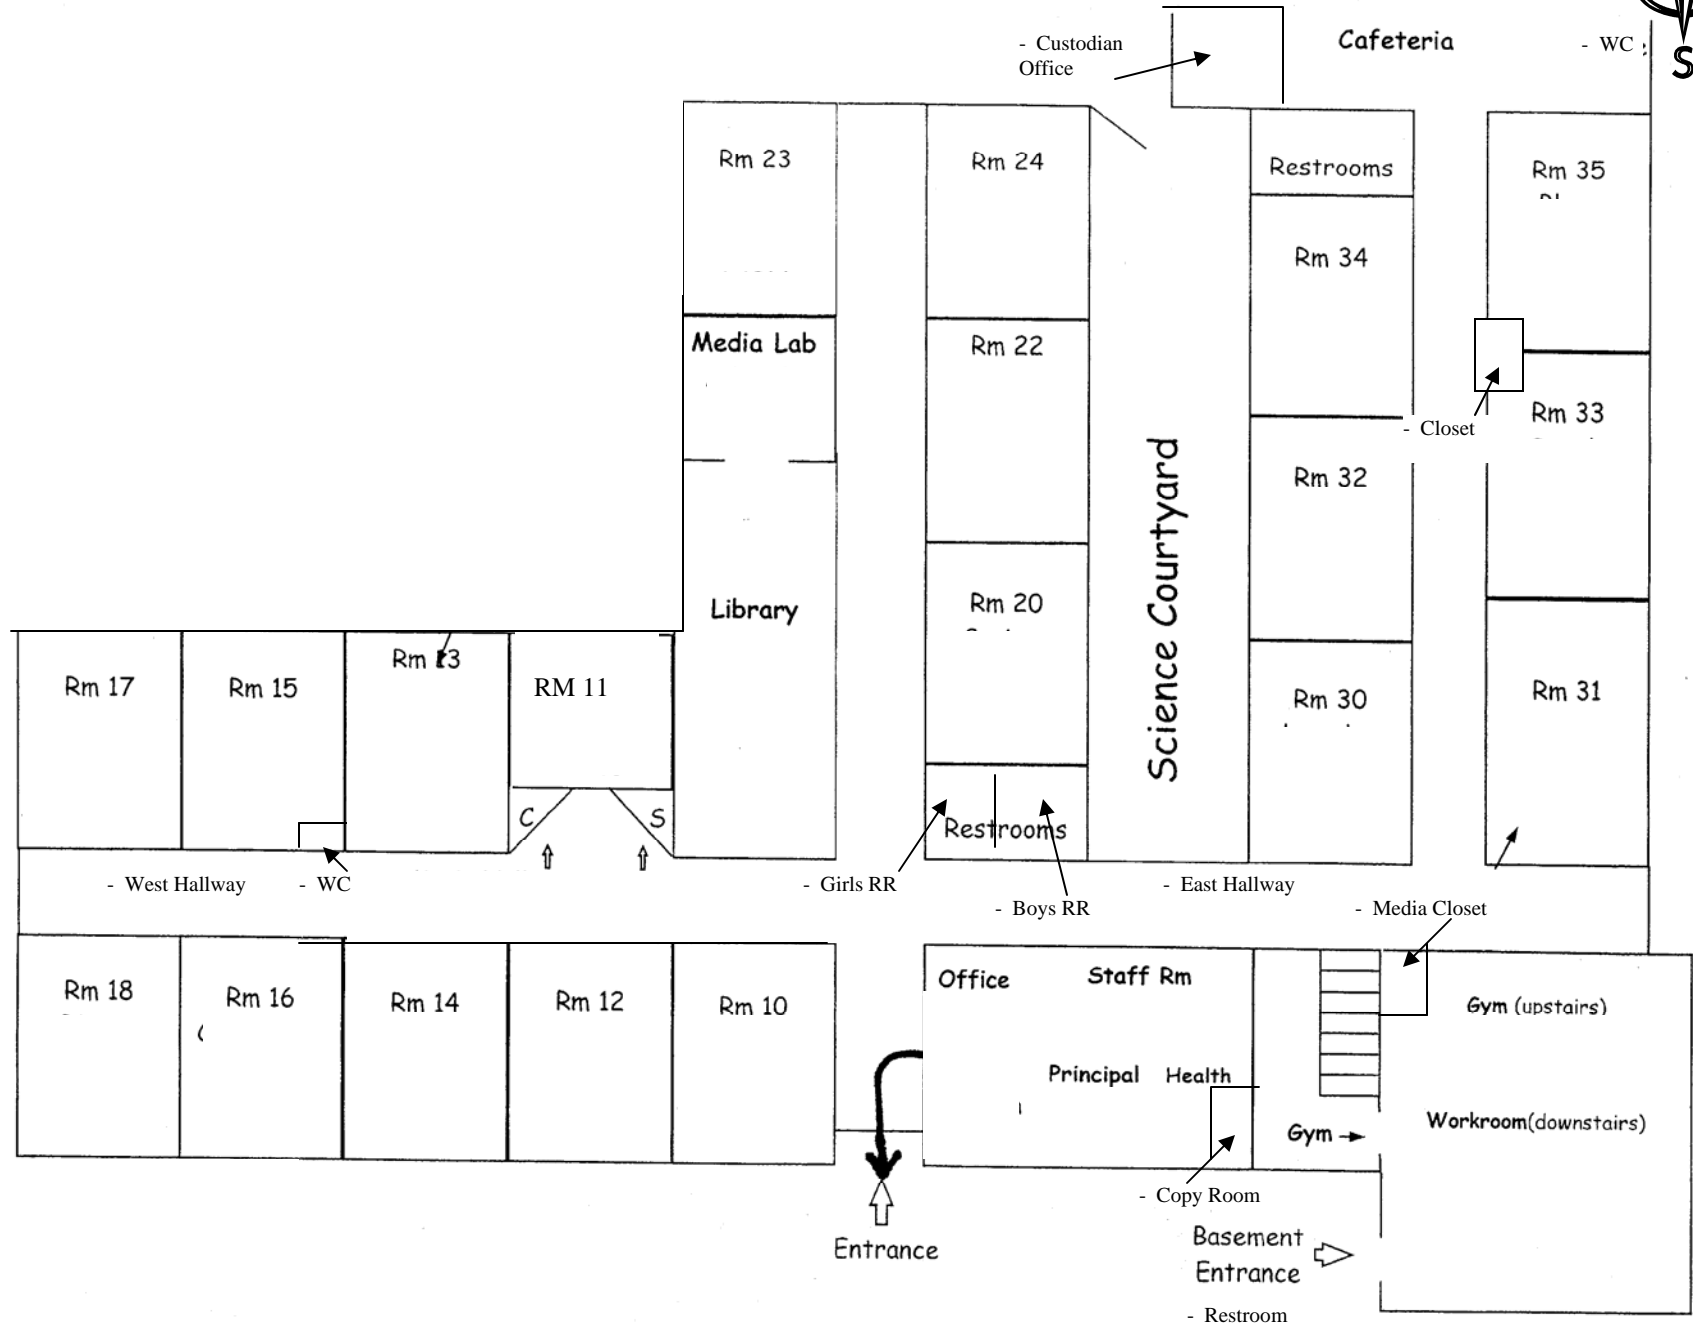 S
- Custodian
Office
Cafeteria
- WC
Rm 23
Rm 24
Restrooms
Rm 35
Rm 34
Media Lab
Rm 22
Rm 33
- Closet
Rm 32
Science Courtyard
Library
Rm 20
Rm 17
Rm 15
Rm 13
RM 11
Rm 30
Rm 31
C
S
Restrooms
- West Hallway
- WC
- Girls RR
- East Hallway
- Boys RR
- Media Closet
Rm 18
Rm 16
Rm 14
Rm 12
Rm 10
Office
Staff Rm
Gym (upstairs)
Principal
Health
Gym
Workroom(downstairs)
- Copy Room
Entrance
Basement
Entrance
- Restroom